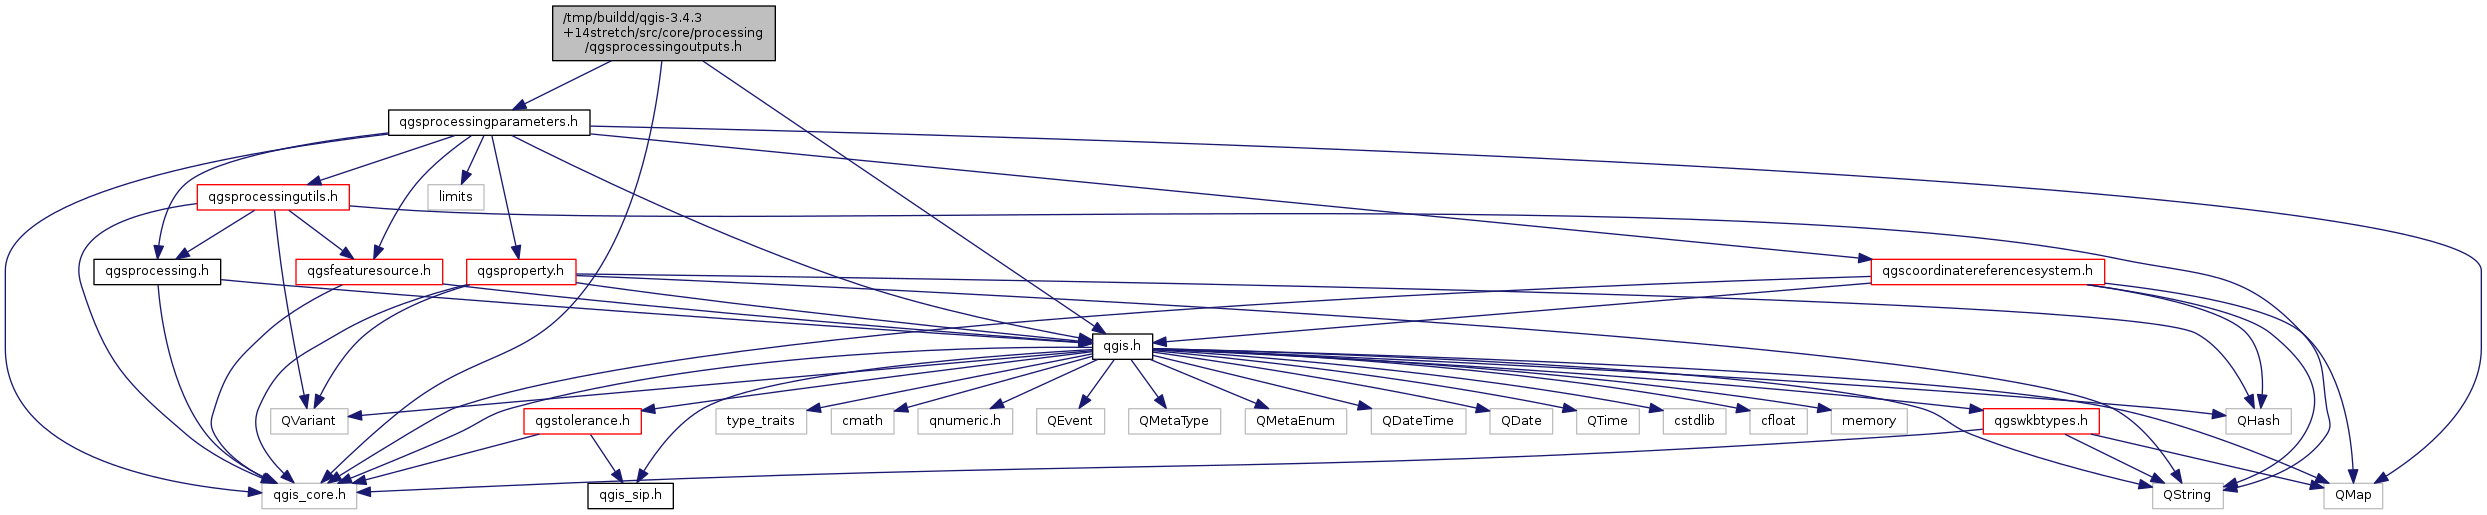 /tmp/buildd/qgis-3.4.3
+14stretch/src/core/processing
/qgsprocessingoutputs.h
qgsprocessingparameters.h
qgsprocessingutils.h
limits
qgsprocessing.h
qgsfeaturesource.h
qgsproperty.h
qgscoordinatereferencesystem.h
qgis.h
QVariant
qgstolerance.h
type_traits
cmath
qnumeric.h
QEvent
QMetaType
QMetaEnum
QDateTime
QDate
QTime
cstdlib
cfloat
memory
qgswkbtypes.h
QHash
qgis_core.h
qgis_sip.h
QString
QMap